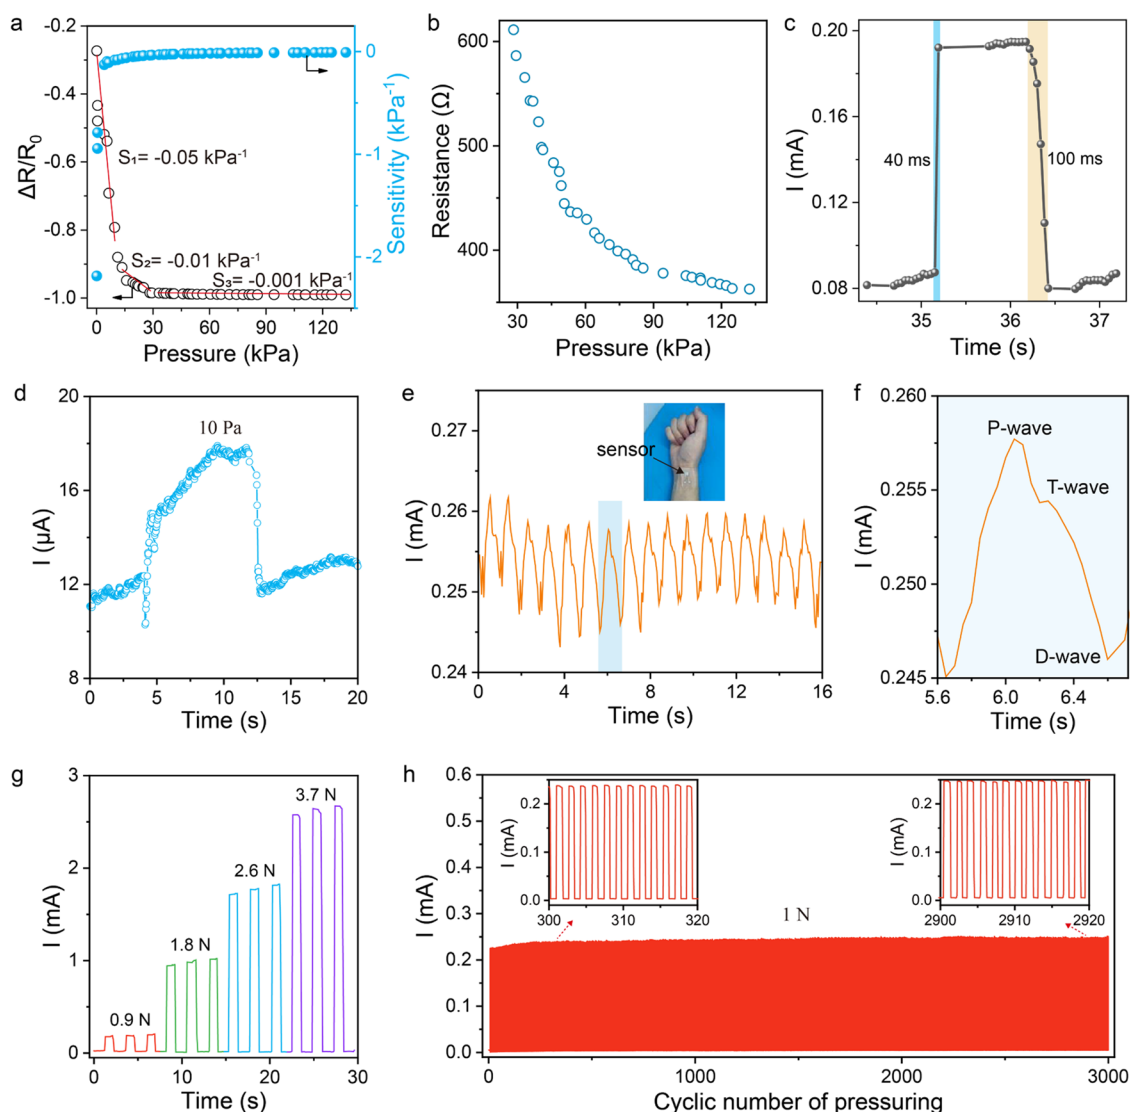 a
-0.2
-0.4
-0.6
-0.8
-1.0
ΔR/R0
0
30
60
90
120
Pressure (kPa)
0
-1
-2
Sensitivity (kPa-1)
S1= -0.05 kPa-1
S2= -0.01 kPa-1
S3= -0.001 kPa-1
b
600
500
400
Resistance (Ω)
30
60
90
120
Pressure (kPa)
c
0.20
0.16
0.12
0.08
I (mA)
40 ms
100 ms
35
36
37
Time (s)
d
20
16
12
8
I (μA)
10 Pa
0
5
10
15
20
Time (s)
e
0.27
0.26
0.25
0.24
I (mA)
sensor
0
4
8
12
16
Time (s)
f
0.260
0.255
0.250
0.245
I (mA)
P-wave
T-wave
D-wave
5.6
6.0
6.4
Time (s)
g
3
2
1
0
I (mA)
0.9 N
1.8 N
2.6 N
3.7 N
0
10
20
30
Time (s)
h
0.6
0.5
0.4
0.3
0.2
0.1
0.0
I (mA)
0.2
0.1
0.0
I (mA)
300
310
320
1 N
0.2
0.1
0.0
I (mA)
2900
2910
2920
0
1000
2000
3000
Cyclic number of pressuring